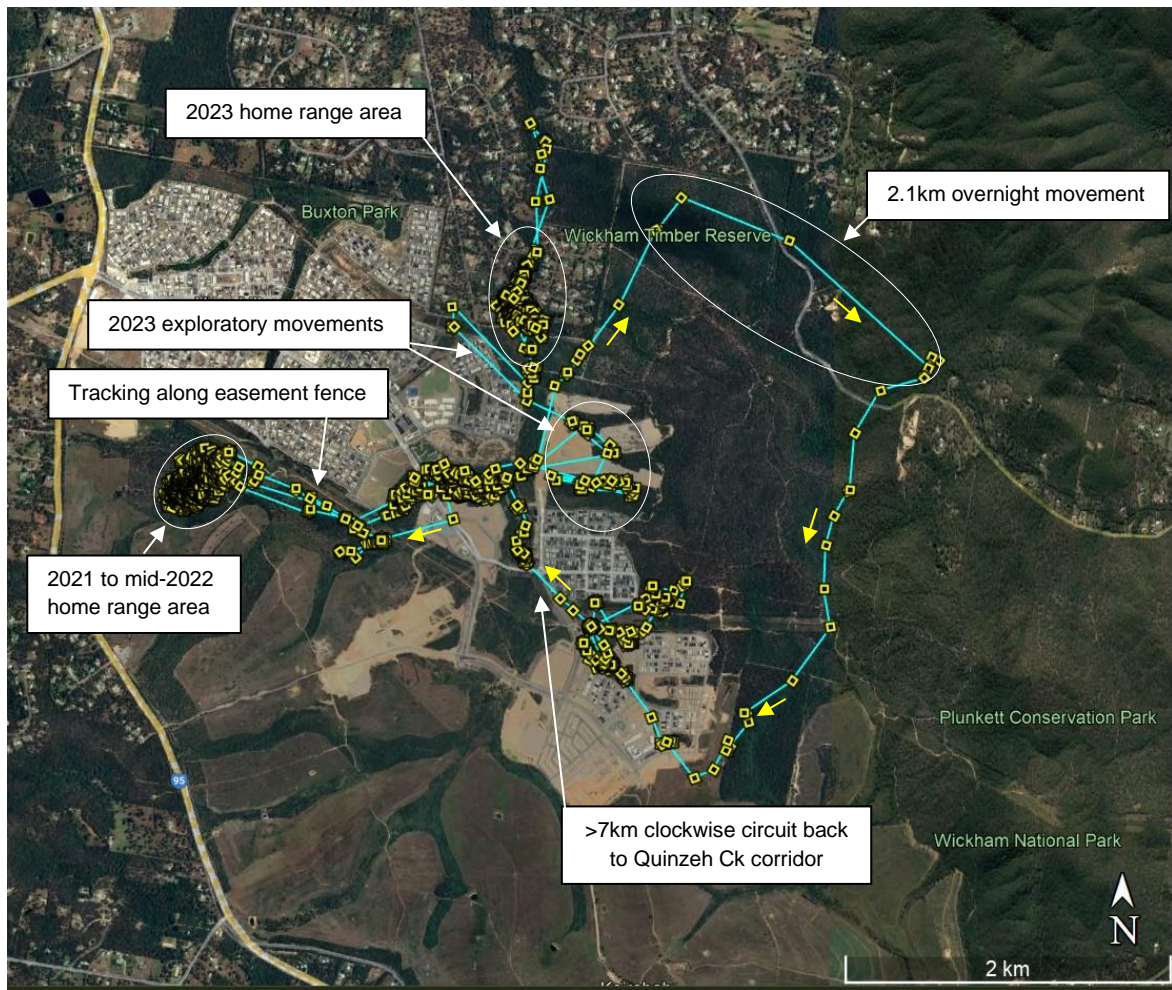 2023 home range area
2.1km overnight movement
Buxton Park
Wickham Timber Reserve
2023 exploratory movements
Tracking along easement fence
2021 to mid-2022
home range area
Plunkett Conservation Park
95
>7km clockwise circuit back
to Quinzeh Ck corridor
Wickham National Park
N
2 km